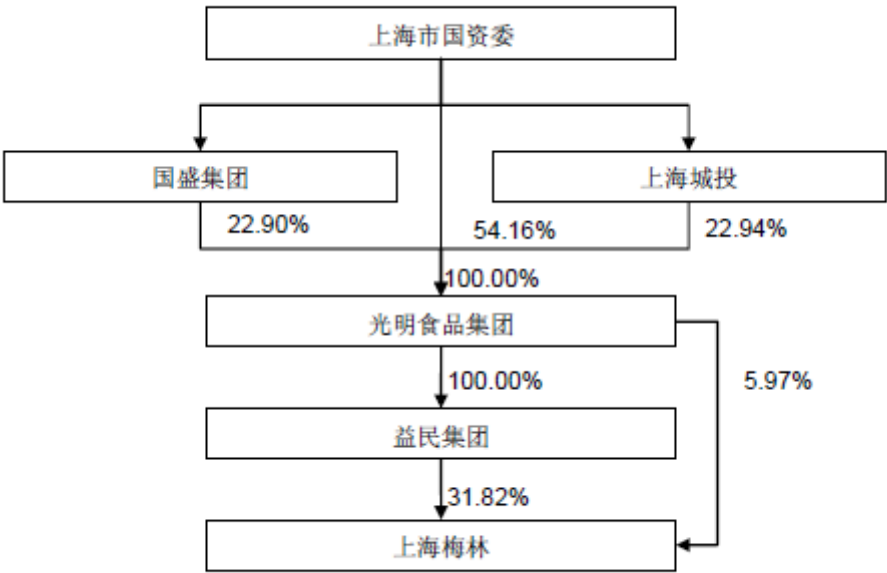 上海市国资委
国盛集团
上海城投
22.90%
54.16%
22.94%
100.00%
光明食品集团
100.00%
5.97%
益民集团
31.82%
上海梅林